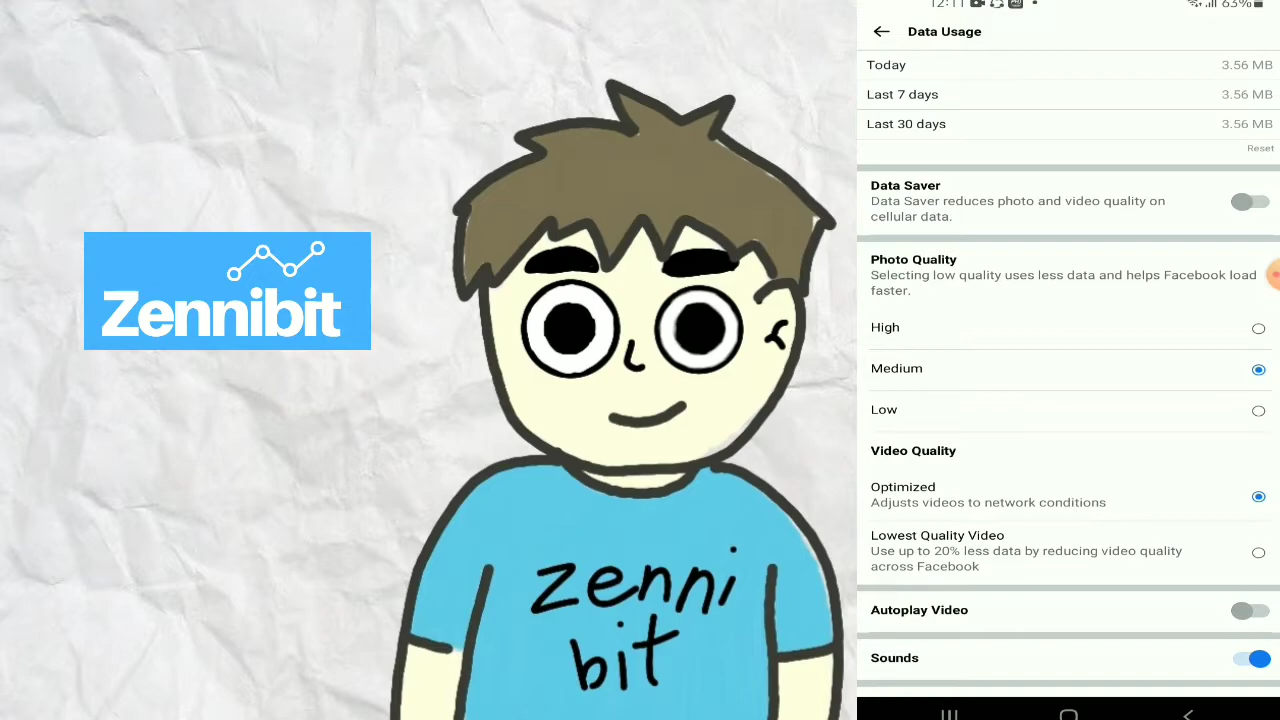 Zennibit
zenni
bit
12:11 63%
Data Usage
Today 3.56 MB
Last 7 days 3.56 MB
Last 30 days 3.56 MB
Reset
Data Saver
Data Saver reduces photo and video quality on
cellular data.
Photo Quality
Selecting low quality uses less data and helps Facebook load
faster.
High
Medium
Low
Video Quality
Optimized
Adjusts videos to network conditions
Lowest Quality Video
Use up to 20% less data by reducing video quality
across Facebook
Autoplay Video
Sounds